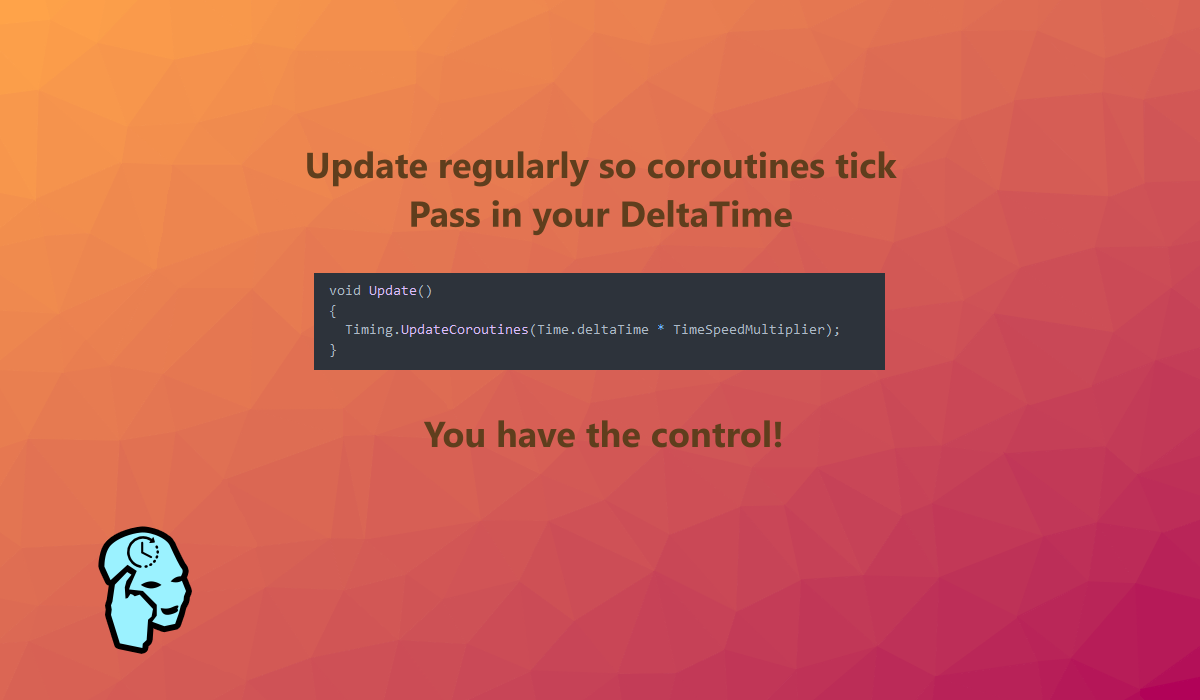 Update regularly so coroutines tick
Pass in your DeltaTime
void Update()
{
  Timing.UpdateCoroutines(Time.deltaTime * TimeSpeedMultiplier);
}
You have the control!